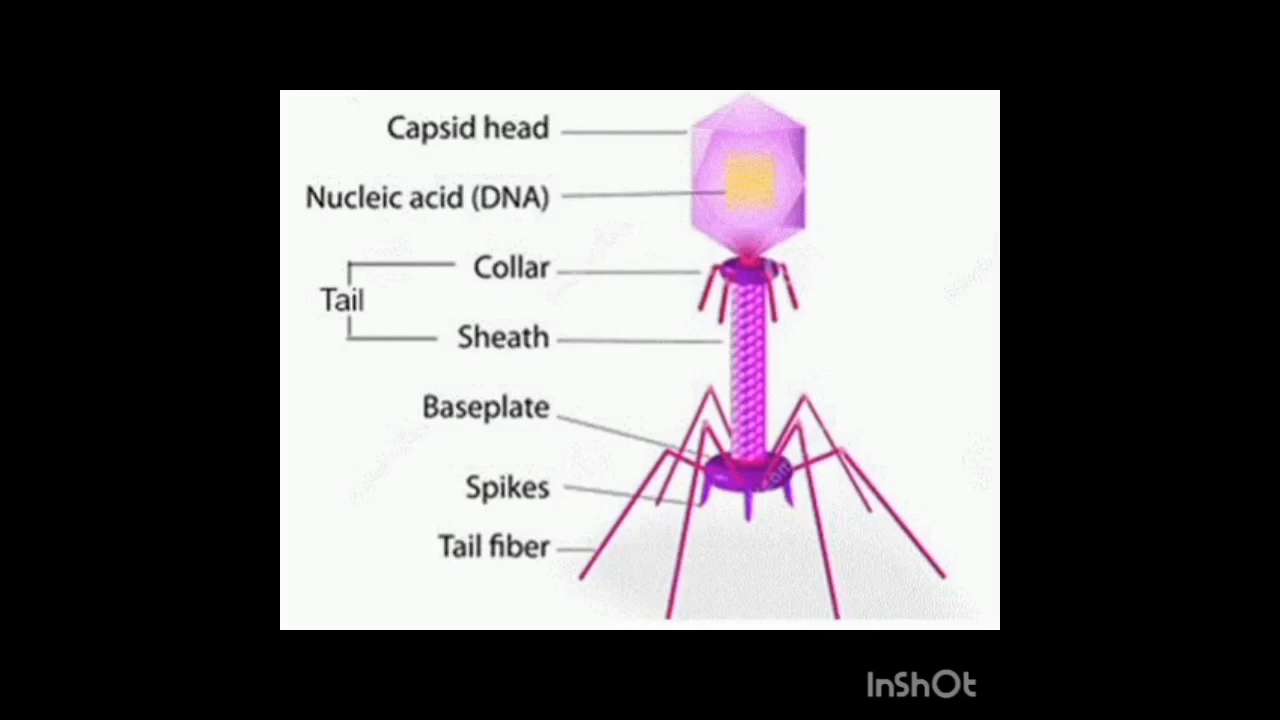 Capsid head
Nucleic acid (DNA)
Collar
Tail
Sheath
Baseplate
Spikes
Tail fiber
InShOt